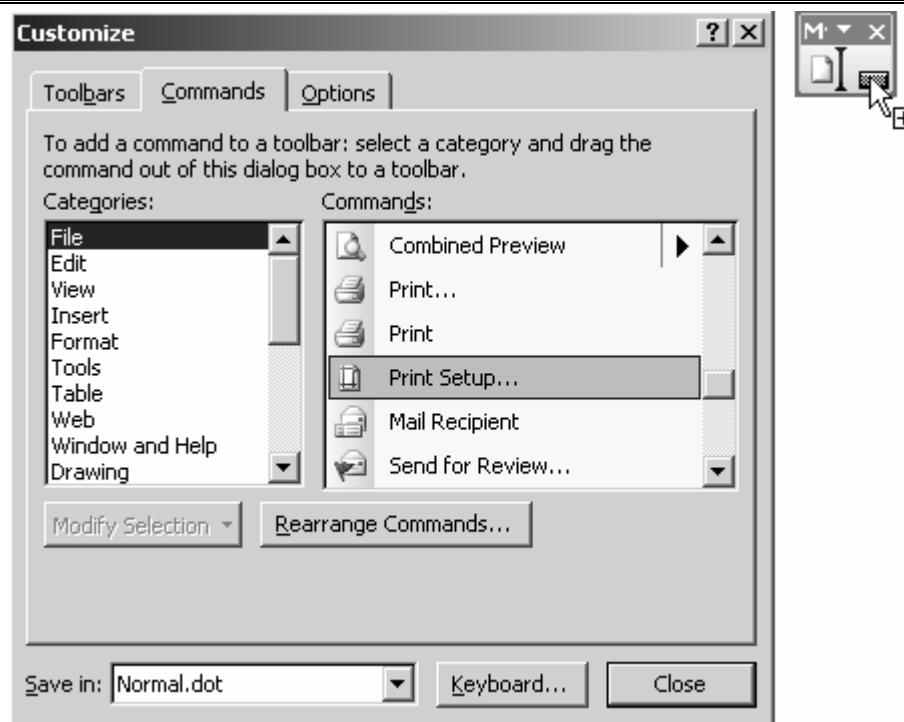 Customize
Toolbars
Commands
Options
To add a command to a toolbar: select a category and drag the
command out of this dialog box to a toolbar.
Categories:
Commands:
File
Edit
View
Insert
Format
Tools
Table
Web
Window and Help
Drawing
Combined Preview
Print...
Print
Print Setup...
Mail Recipient
Send for Review...
Modify Selection
Rearrange Commands...
Save in:
Normal.dot
Keyboard...
Close
M